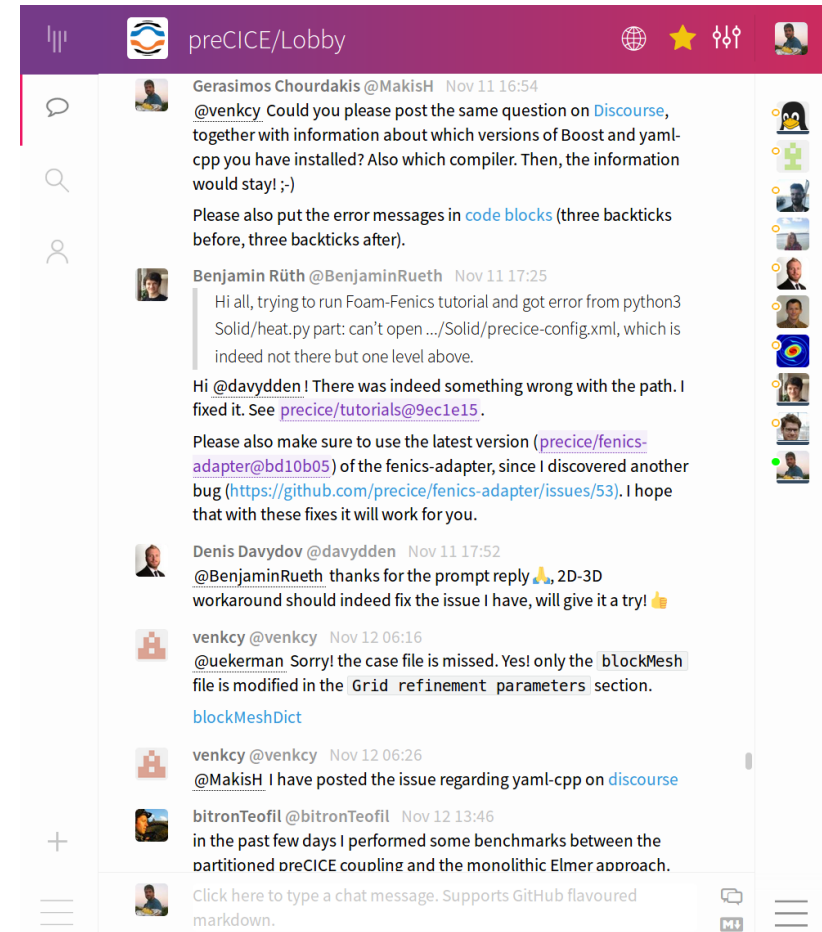 preCICE/Lobby
Gerasimos Chourdakis @MakisH Nov 11 16:54
@venkcy Could you please post the same question on Discourse,
together with information about which versions of Boost and yaml-
cpp you have installed? Also which compiler. Then, the information
would stay! ;-)
Please also put the error messages in code blocks (three backticks
before, three backticks after).
Benjamin Rüth @BenjaminRueth Nov 11 17:25
Hi all, trying to run Foam-Fenics tutorial and got error from python3
Solid/heat.py part: can’t open .../Solid/precice-config.xml, which is
indeed not there but one level above.
Hi @davydden! There was indeed something wrong with the path. I
fixed it. See precice/tutorials@9ec1e15.
Please also make sure to use the latest version (precice/fenics-
adapter@bd10b05) of the fenics-adapter, since I discovered another
bug (https://github.com/precice/fenics-adapter/issues/53). I hope
that with these fixes it will work for you.
Denis Davydov @davydden Nov 11 17:52
@BenjaminRueth thanks for the prompt reply 🙏, 2D-3D
workaround should indeed fix the issue I have, will give it a try! 👍
venkcy @venkcy Nov 12 06:16
@uekerman Sorry! the case file is missed. Yes! only the blockMesh
file is modified in the Grid refinement parameters section.
blockMeshDict
venkcy @venkcy Nov 12 06:26
@MakisH I have posted the issue regarding yaml-cpp on discourse
bitronTeofil @bitronTeofil Nov 12 13:46
in the past few days I performed some benchmarks between the
partitioned preCICE coupling and the monolithic Elmer approach.
Click here to type a chat message. Supports GitHub flavoured
markdown.
M